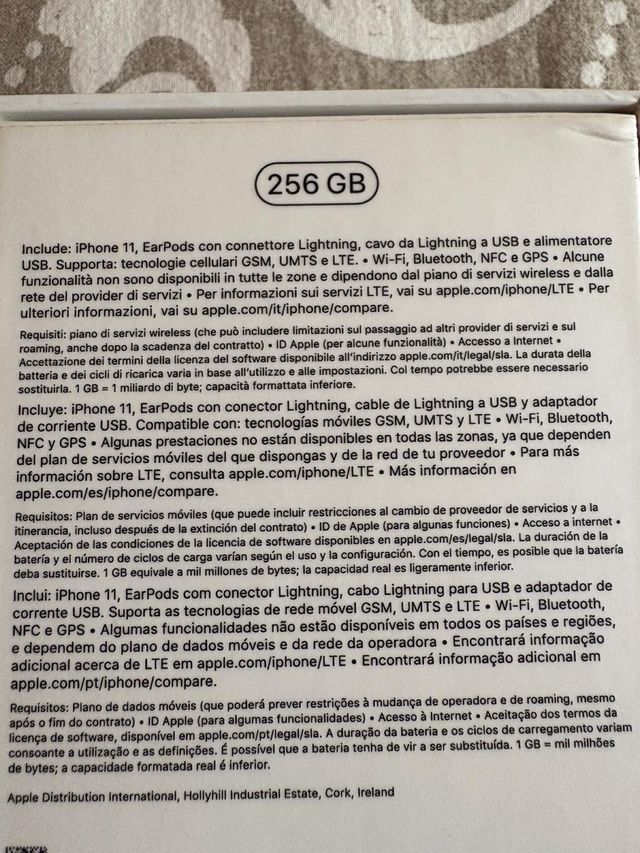 256 GB
Include: iPhone 11, EarPods con connettore Lightning, cavo da Lightning a USB e alimentatore
USB. Supporta: tecnologie cellulari GSM, UMTS e LTE. • Wi-Fi, Bluetooth, NFC e GPS • Alcune
funzionalità non sono disponibili in tutte le zone e dipendono dal piano di servizi wireless e dalla
rete del provider di servizi • Per informazioni sui servizi LTE, vai su apple.com/iphone/LTE • Per
ulteriori informazioni, vai su apple.com/it/iphone/compare.
Requisiti: piano di servizi wireless (che può includere limitazioni sul passaggio ad altri provider di servizi e sul
roaming, anche dopo la scadenza del contratto) • ID Apple (per alcune funzionalità) • Accesso a Internet •
Accettazione dei termini della licenza del software disponibile all'indirizzo apple.com/it/legal/sla. La durata della
batteria e dei cicli di ricarica varia in base all'utilizzo e alle impostazioni. Col tempo potrebbe essere necessario
sostituirla. 1 GB = 1 miliardo di byte; capacità formattata inferiore.
Incluye: iPhone 11, EarPods con conector Lightning, cable de Lightning a USB y adaptador
de corriente USB. Compatible con: tecnologías móviles GSM, UMTS y LTE • Wi-Fi, Bluetooth,
NFC y GPS • Algunas prestaciones no están disponibles en todas las zonas, ya que dependen
del plan de servicios móviles del que dispongas y de la red de tu proveedor • Para más
información sobre LTE, consulta apple.com/iphone/LTE • Más información en
apple.com/es/iphone/compare.
Requisitos: Plan de servicios móviles (que puede incluir restricciones al cambio de proveedor de servicios y a la
itinerancia, incluso después de la extinción del contrato) • ID de Apple (para algunas funciones) • Acceso a internet •
Aceptación de las condiciones de la licencia de software disponibles en apple.com/es/legal/sla. La duración de la
batería y el número de ciclos de carga varían según el uso y la configuración. Con el tiempo, es posible que la batería
deba sustituirse. 1 GB equivale a mil millones de bytes; la capacidad real es ligeramente inferior.
Inclui: iPhone 11, EarPods com conector Lightning, cabo Lightning para USB e adaptador de
corrente USB. Suporta as tecnologias de rede móvel GSM, UMTS e LTE • Wi-Fi, Bluetooth,
NFC e GPS • Algumas funcionalidades não estão disponíveis em todos os países e regiões,
e dependem do plano de dados móveis e da rede da operadora • Encontrará informação
adicional acerca de LTE em apple.com/iphone/LTE • Encontrará informação adicional em
apple.com/pt/iphone/compare.
Requisitos: Plano de dados móveis (que poderá prever restrições à mudança de operadora e de roaming, mesmo
após o fim do contrato) • ID Apple (para algumas funcionalidades) • Acesso à Internet • Aceitação dos termos da
licença de software, disponível em apple.com/pt/legal/sla. A duração da bateria e os ciclos de carregamento variam
consoante a utilização e as definições. É possível que a bateria tenha de vir a ser substituída. 1 GB = mil milhões
de bytes; a capacidade formatada real é inferior.
Apple Distribution International, Hollyhill Industrial Estate, Cork, Ireland